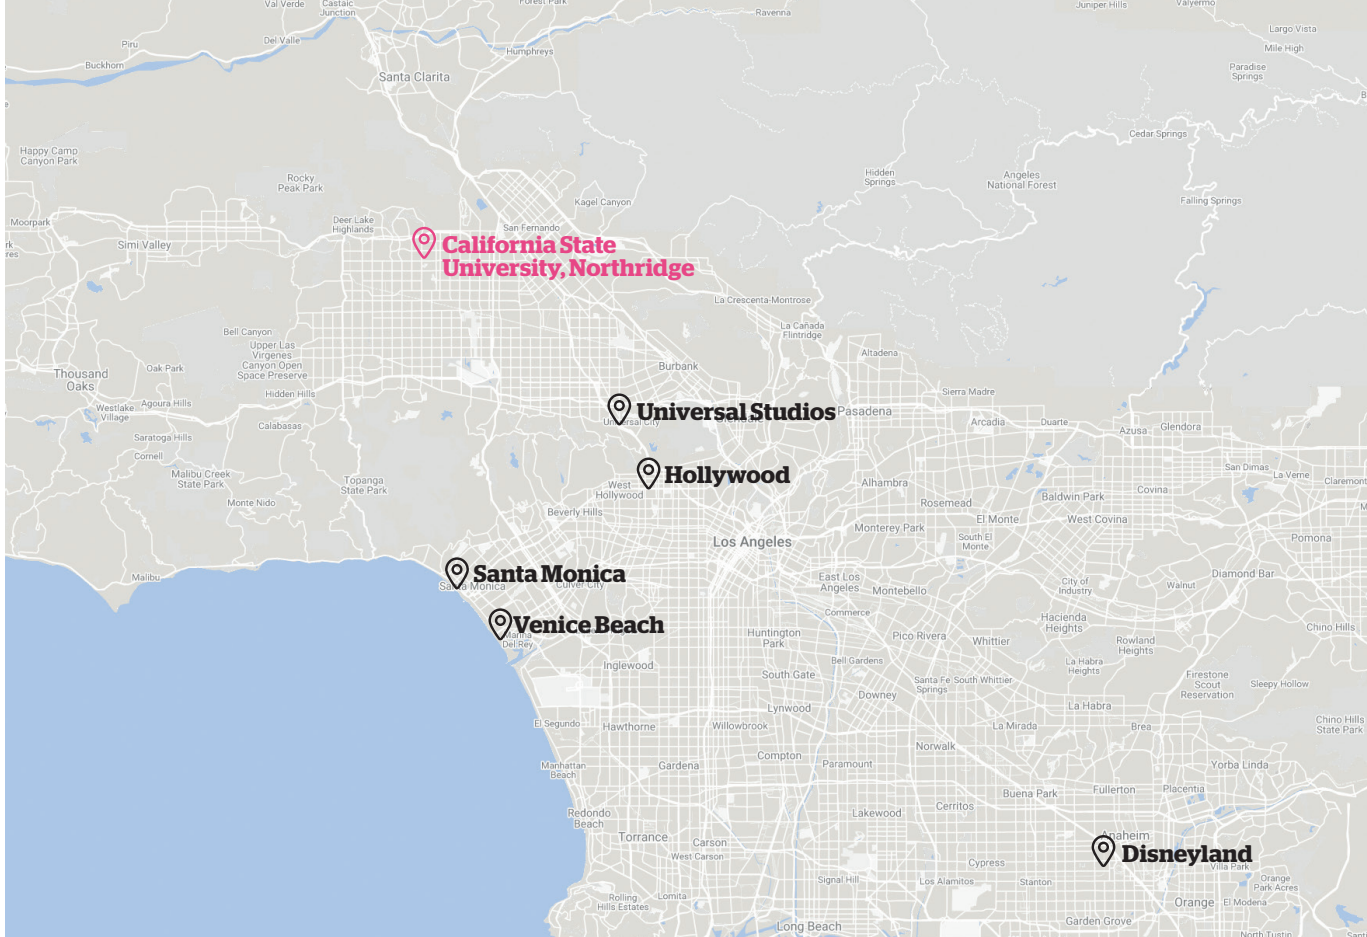 Val Verde
Castaic
Junction
Forest Park
Ravenna
Juniper Hills
Valyermo
Piru
Del Valle
Humphreys
Largo Vista
Mile High
Buckhorn
Santa Clarita
Paradise
Springs
Cedar Springs
Happy Camp
Canyon Park
Rocky
Peak Park
Hidden
Springs
Angeles
National Forest
Kagel Canyon
Falling Springs
Moorpark
Deer Lake
Highlands
San Fernando
Simi Valley
California State
University, Northridge
La Crescenta-Montrose
La Cañada
Flintridge
Bell Canyon
Upper Las
Virgenes
Canyon Open
Space Preserve
Altadena
Oak Park
Burbank
Thousand
Oaks
Hidden Hills
Sierra Madre
Agoura Hills
Westlake
Village
Universal Studios
Universal City
Glendale
Pasadena
Arcadia
Duarte
Azusa
Glendora
Calabasas
Saratoga Hills
Cornell
Malibu Creek
State Park
Topanga
State Park
Hollywood
West
Hollywood
Alhambra
San Dimas
La Verne
Claremont
Baldwin Park
Covina
Monte Nido
Rosemead
Beverly Hills
El Monte
West Covina
Monterey Park
Los Angeles
South El
Monte
Pomona
Malibu
Santa Monica
Santa Monica
Culver City
East Los
Angeles
Montebello
City of
Industry
Walnut
Diamond Bar
Commerce
Venice Beach
Marina
Del Rey
Huntington
Park
Pico Rivera
Whittier
Hacienda
Heights
Rowland
Heights
Chino Hills
Inglewood
Bell Gardens
La Habra
Heights
South Gate
Santa Fe
Springs
South Whittier
Firestone
Scout
Reservation
Sleepy Hollow
Downey
Lynwood
La Habra
El Segundo
Hawthorne
Willowbrook
La Mirada
Brea
Chino Hills
State Park
Norwalk
Compton
Paramount
Manhattan
Beach
Gardena
Yorba Linda
Buena Park
Fullerton
Placentia
Redondo
Beach
Lakewood
Cerritos
Torrance
Carson
West Carson
Anaheim
Disneyland
Cypress
Villa Park
Signal Hill
Los Alamitos
Stanton
Orange
Park Acres
Rolling
Hills Estates
Lomita
Orange
El Modena
Long Beach
Garden Grove
North Tustin